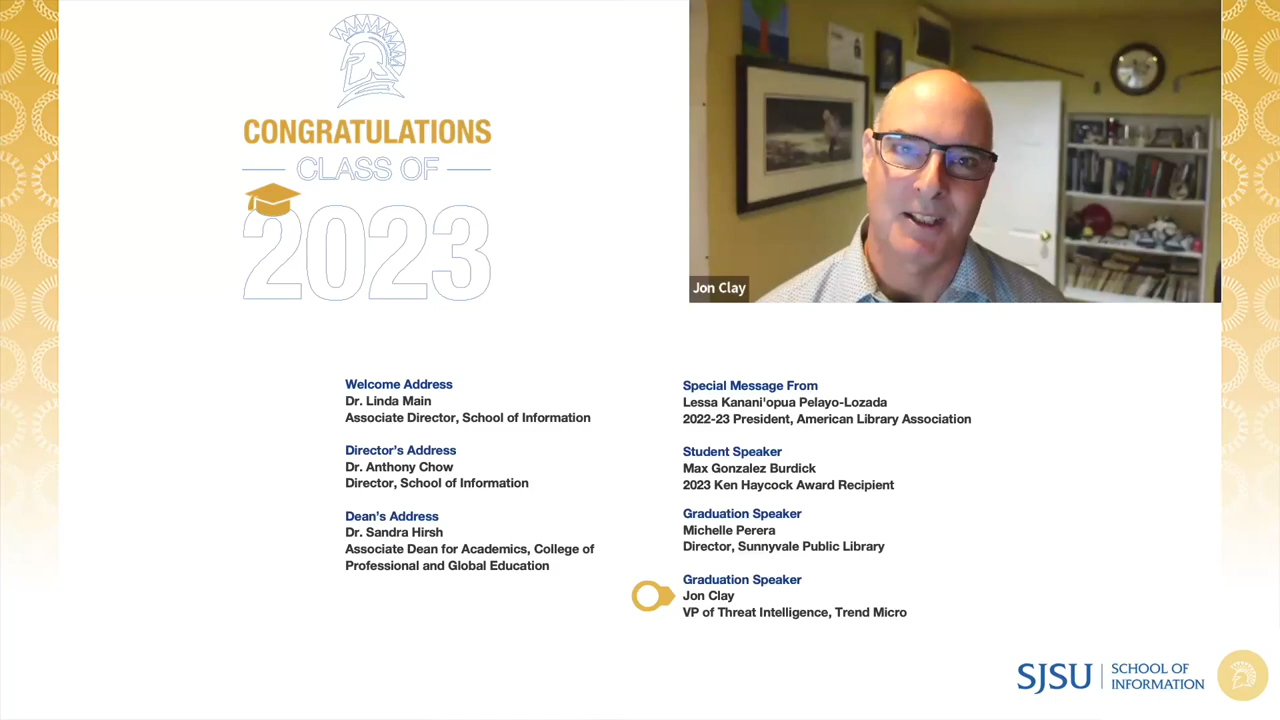 CONGRATULATIONS
CLASS OF
2023
Jon Clay
Welcome Address
Dr. Linda Main
Associate Director, School of Information
Director's Address
Dr. Anthony Chow
Director, School of Information
Dean's Address
Dr. Sandra Hirsh
Associate Dean for Academics, College of
Professional and Global Education
Special Message From
Lessa Kanani'opua Pelayo-Lozada
2022-23 President, American Library Association
Student Speaker
Max Gonzalez Burdick
2023 Ken Haycock Award Recipient
Graduation Speaker
Michelle Perera
Director, Sunnyvale Public Library
Graduation Speaker
Jon Clay
VP of Threat Intelligence, Trend Micro
SJSU
SCHOOL OF
INFORMATION